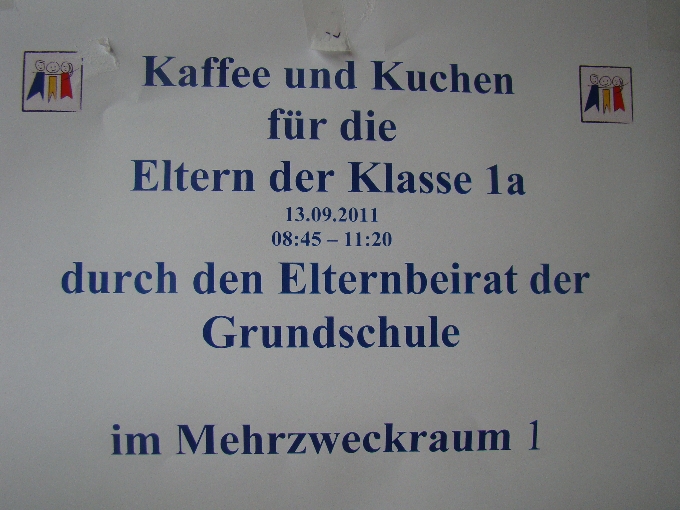 Kaffee und Kuchen
für die
Eltern der Klasse 1a
13.09.2011
08:45 – 11:20
durch den Elternbeirat der
Grundschule
im Mehrzweckraum 1